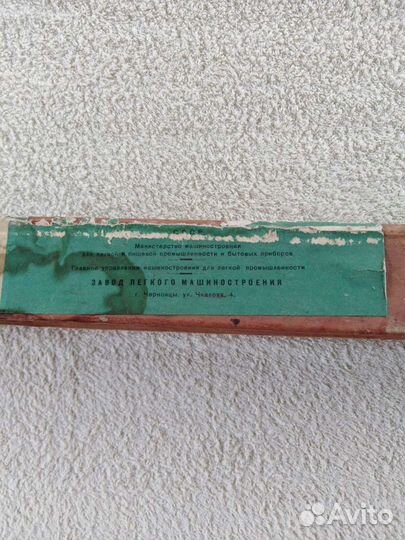 СССР
Министерство машиностроения
для легкой и пищевой промышленности и бытовых приборов
Главное управление машиностроения для легкой промышленности
ЗАВОД ЛЕГКОГО МАШИНОСТРОЕНИЯ
г. Черновцы, ул. Чкалова, 4.
Avito